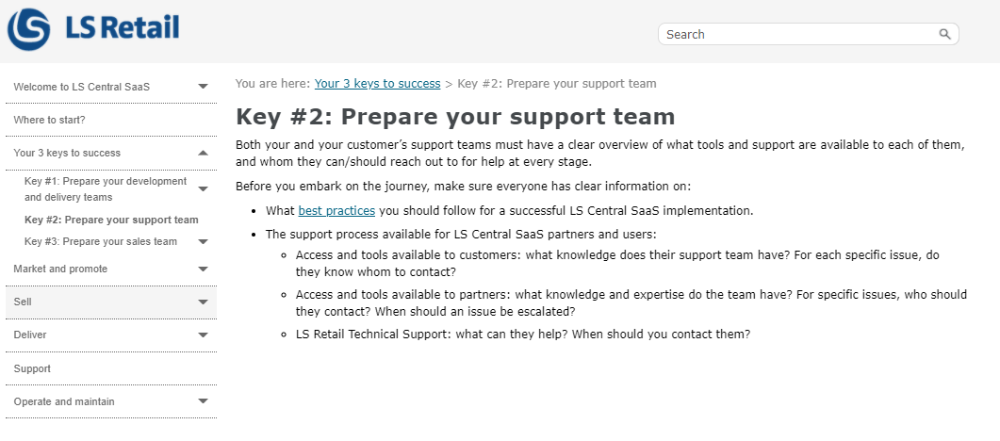 LS Retail
Search
Welcome to LS Central SaaS
Where to start?
Your 3 keys to success
Key #1: Prepare your development
and delivery teams
Key #2: Prepare your support team
Key #3: Prepare your sales team
Market and promote
Sell
Deliver
Support
Operate and maintain
You are here: Your 3 keys to success > Key #2: Prepare your support team
Key #2: Prepare your support team
Both your and your customer’s support teams must have a clear overview of what tools and support are available to each of them,
and whom they can/should reach out to for help at every stage.
Before you embark on the journey, make sure everyone has clear information on:
• What best practices you should follow for a successful LS Central SaaS implementation.
• The support process available for LS Central SaaS partners and users:
◦ Access and tools available to customers: what knowledge does their support team have? For each specific issue, do
they know whom to contact?
◦ Access and tools available to partners: what knowledge and expertise do the team have? For specific issues, who should
they contact? When should an issue be escalated?
◦ LS Retail Technical Support: what can they help? When should you contact them?